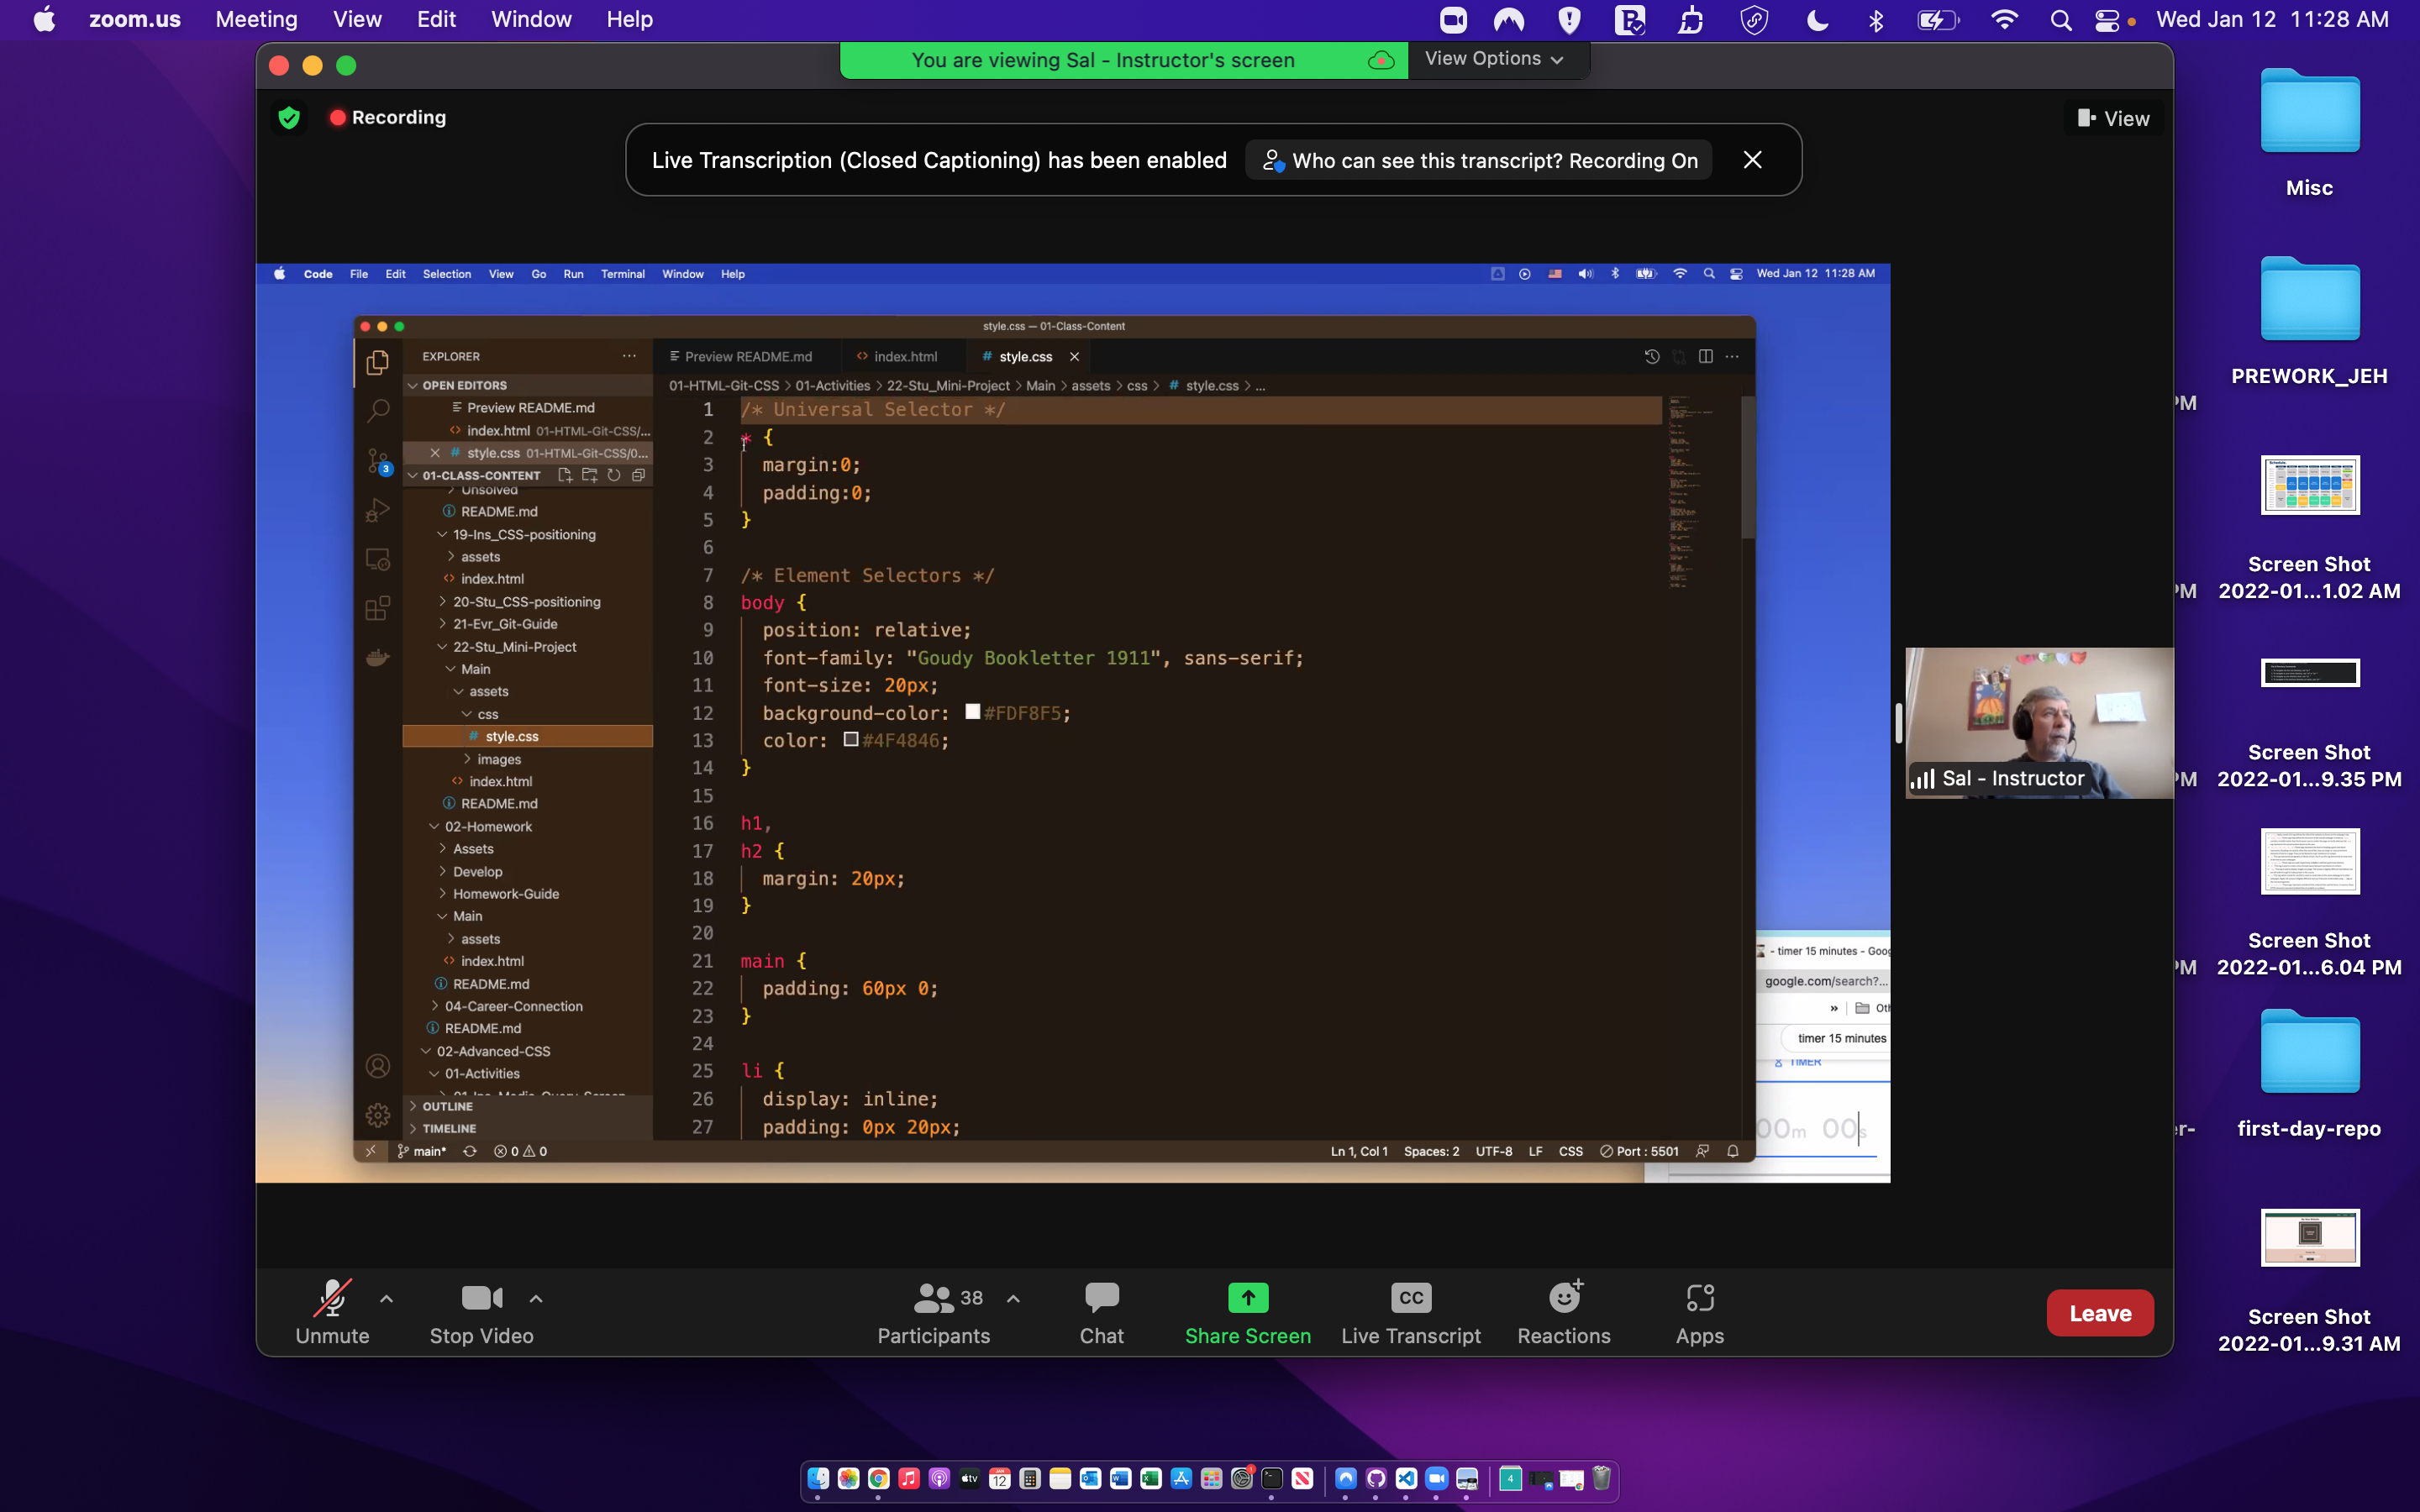 zoom.us Meeting View Edit Window Help Wed Jan 12 11:28 AM
You are viewing Sal - Instructor's screen View Options
Recording View
Live Transcription (Closed Captioning) has been enabled Who can see this transcript? Recording On
Code File Edit Selection View Go Run Terminal Window Help Wed Jan 12 11:28 AM
style.css — 01-Class-Content
EXPLORER
OPEN EDITORS
Preview README.md
index.html 01-HTML-Git-CSS/...
style.css 01-HTML-Git-CSS/0...
3
01-CLASS-CONTENT
Unsolved
README.md
19-Ins_CSS-positioning
assets
index.html
20-Stu_CSS-positioning
21-Evr_Git-Guide
22-Stu_Mini-Project
Main
assets
css
style.css
images
index.html
README.md
02-Homework
Assets
Develop
Homework-Guide
Main
assets
index.html
README.md
04-Career-Connection
README.md
02-Advanced-CSS
01-Activities
01-Ins_Media-Query-Screen
OUTLINE
TIMELINE
Preview README.md index.html style.css
01-HTML-Git-CSS > 01-Activities > 22-Stu_Mini-Project > Main > assets > css > # style.css > ...
1 /* Universal Selector */
2 * {
3 margin:0;
4 padding:0;
5 }
6
7 /* Element Selectors */
8 body {
9 position: relative;
10 font-family: "Goudy Bookletter 1911", sans-serif;
11 font-size: 20px;
12 background-color: #FDF8F5;
13 color: #4F4846;
14 }
15
16 h1,
17 h2 {
18 margin: 20px;
19 }
20
21 main {
22 padding: 60px 0;
23 }
24
25 li {
26 display: inline;
27 padding: 0px 20px;
main* 0 0 Ln 1, Col 1 Spaces: 2 UTF-8 LF CSS Port : 5501
- timer 15 minutes - Goog
google.com/search?...
» Oth
timer 15 minutes
TIMER
00m 00s
Sal - Instructor
Unmute
Stop Video
38
Participants
Chat
Share Screen
CC
Live Transcript
Reactions
Apps
Leave
Misc
PREWORK_JEH
PM
Screen Shot
2022-01...1.02 AM
PM
Screen Shot
2022-01...9.35 PM
PM
Screen Shot
2022-01...6.04 PM
PM
first-day-repo
er-
Screen Shot
2022-01...9.31 AM
tv
JAN
12
4